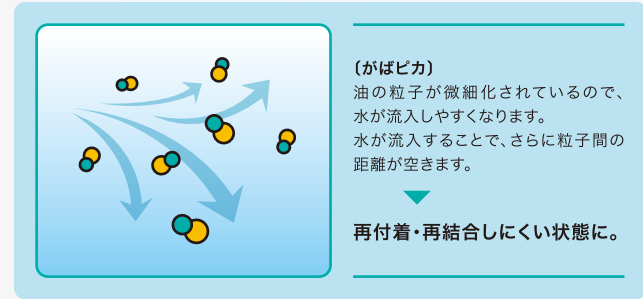 〔がばピカ〕
油の粒子が微細化されているので、
水が流入しやすくなります。
水が流入することで、さらに粒子間の
距離が空きます。
再付着・再結合しにくい状態に。